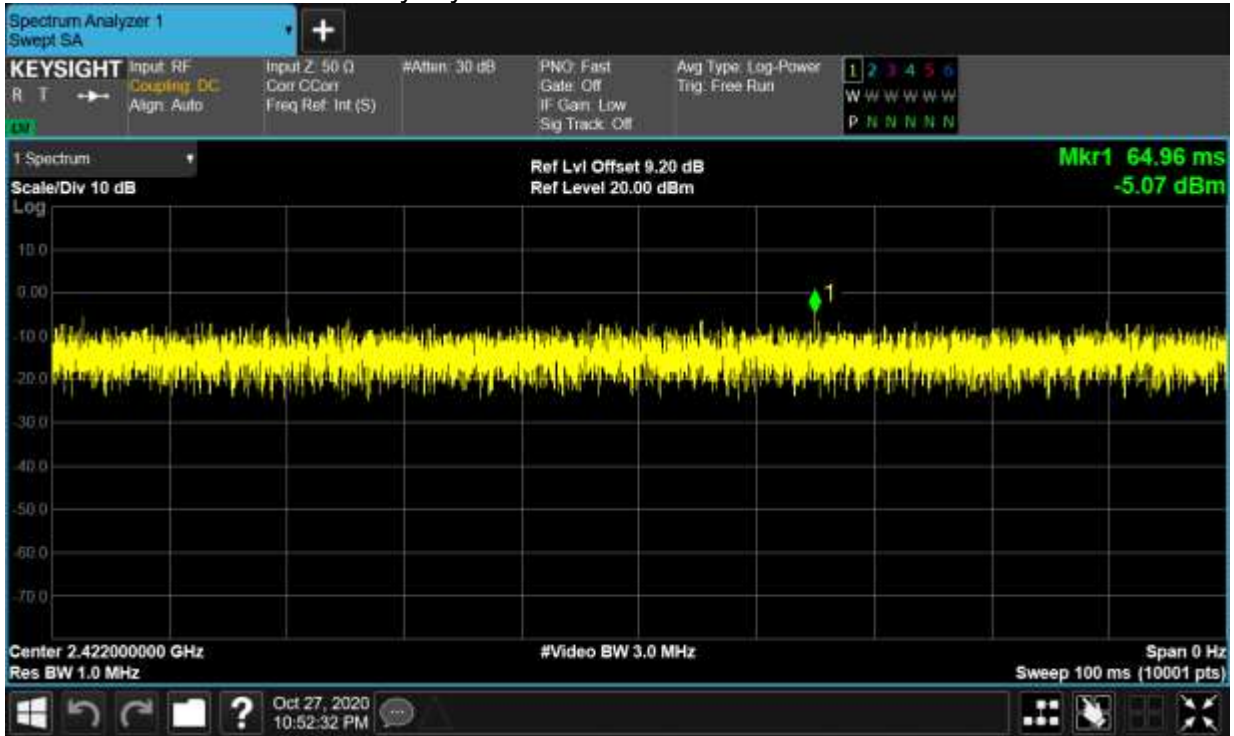 Spectrum Analyzer 1
Swept SA
+
KEYSIGHT
R T
Input: RF
Coupling: DC
Align: Auto
Input Z: 50 Ω
Corr CCorr
Freq Ref: Int (S)
#Atten: 30 dB
PNO: Fast
Gate: Off
IF Gain: Low
Sig Track: Off
Avg Type: Log-Power
Trig: Free Run
1 2 3 4 5 6
W W W W W W
P N N N N N
1 Spectrum
Scale/Div 10 dB
Log
Ref Lvl Offset 9.20 dB
Ref Level 20.00 dBm
Mkr1 64.96 ms
-5.07 dBm
10.0
0.00
-10.0
-20.0
-30.0
-40.0
-50.0
-60.0
-70.0
1
Center 2.422000000 GHz
Res BW 1.0 MHz
#Video BW 3.0 MHz
Span 0 Hz
Sweep 100 ms (10001 pts)
?
Oct 27, 2020
10:52:32 PM